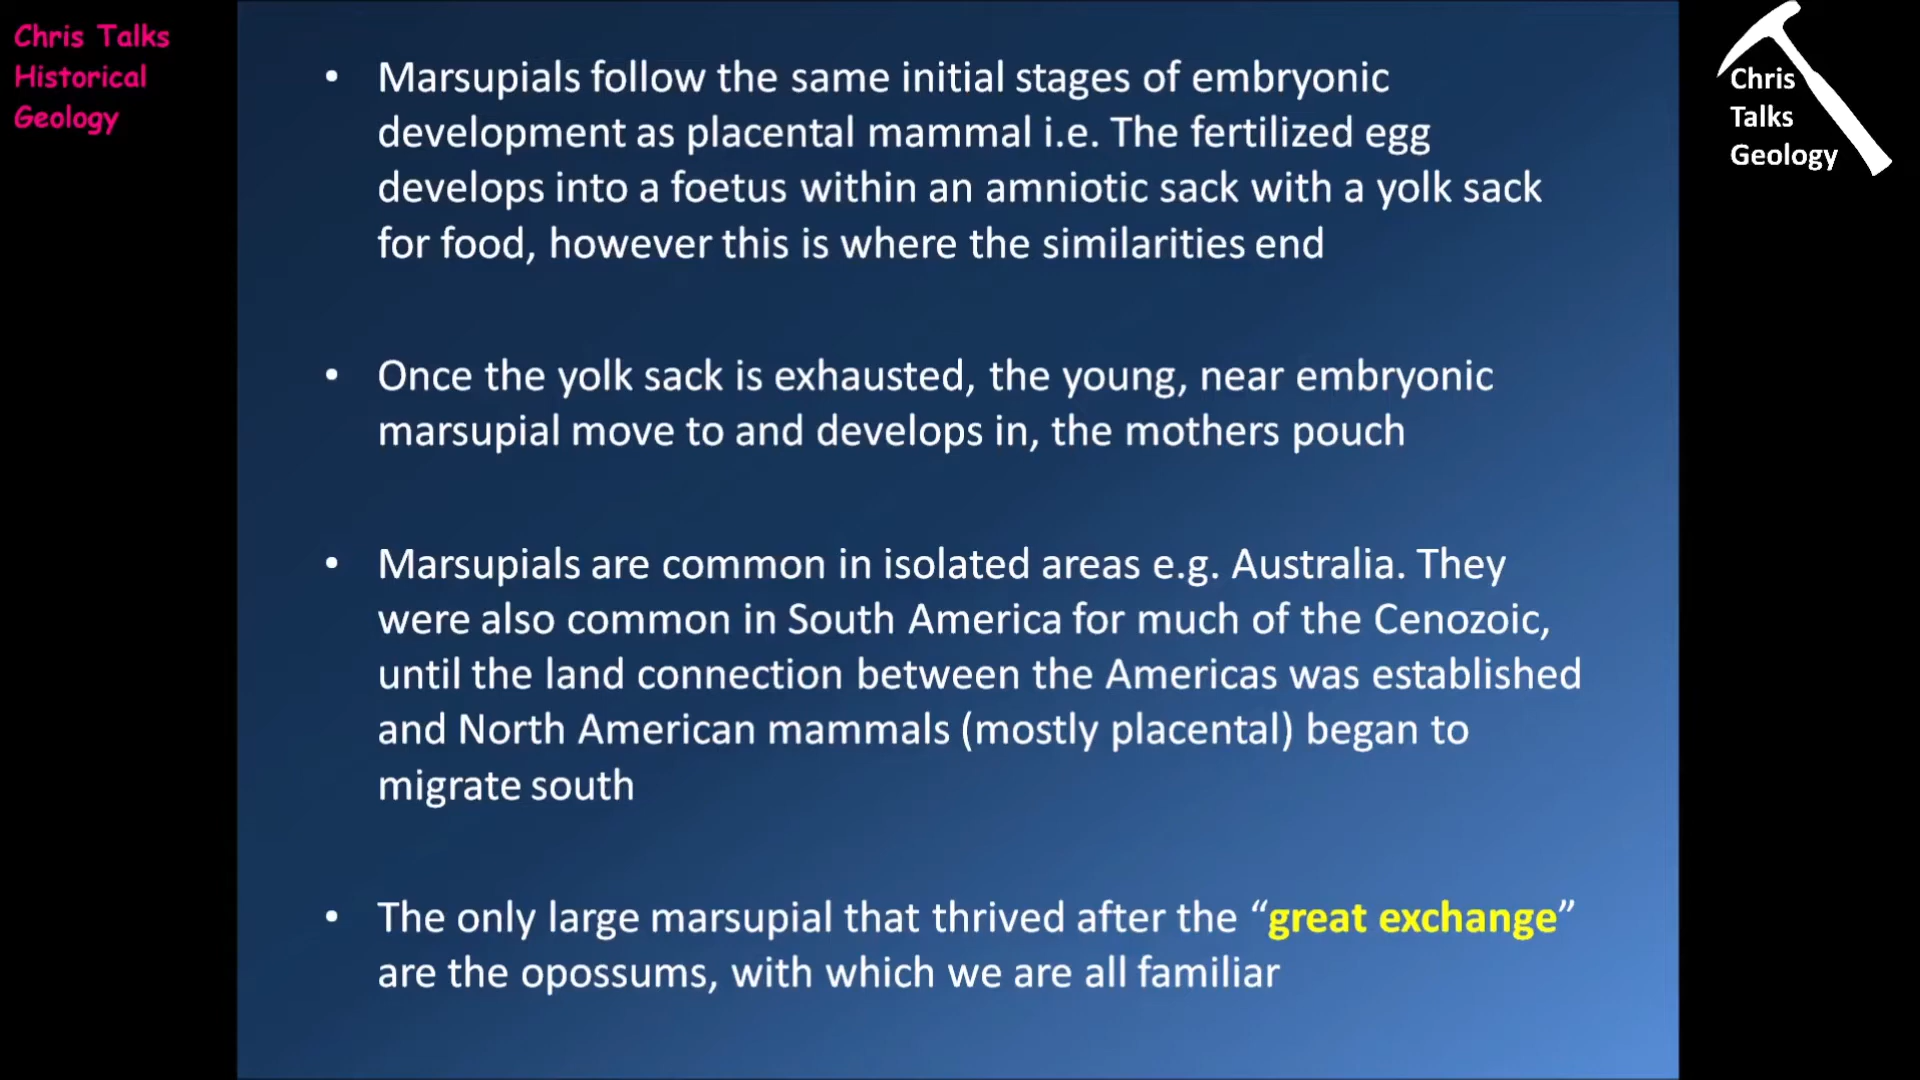 Chris Talks
Historical
Geology
• Marsupials follow the same initial stages of embryonic
development as placental mammal i.e. The fertilized egg
develops into a foetus within an amniotic sack with a yolk sack
for food, however this is where the similarities end
• Once the yolk sack is exhausted, the young, near embryonic
marsupial move to and develops in, the mothers pouch
• Marsupials are common in isolated areas e.g. Australia. They
were also common in South America for much of the Cenozoic,
until the land connection between the Americas was established
and North American mammals (mostly placental) began to
migrate south
• The only large marsupial that thrived after the “great exchange”
are the opossums, with which we are all familiar
Chris
Talks
Geology